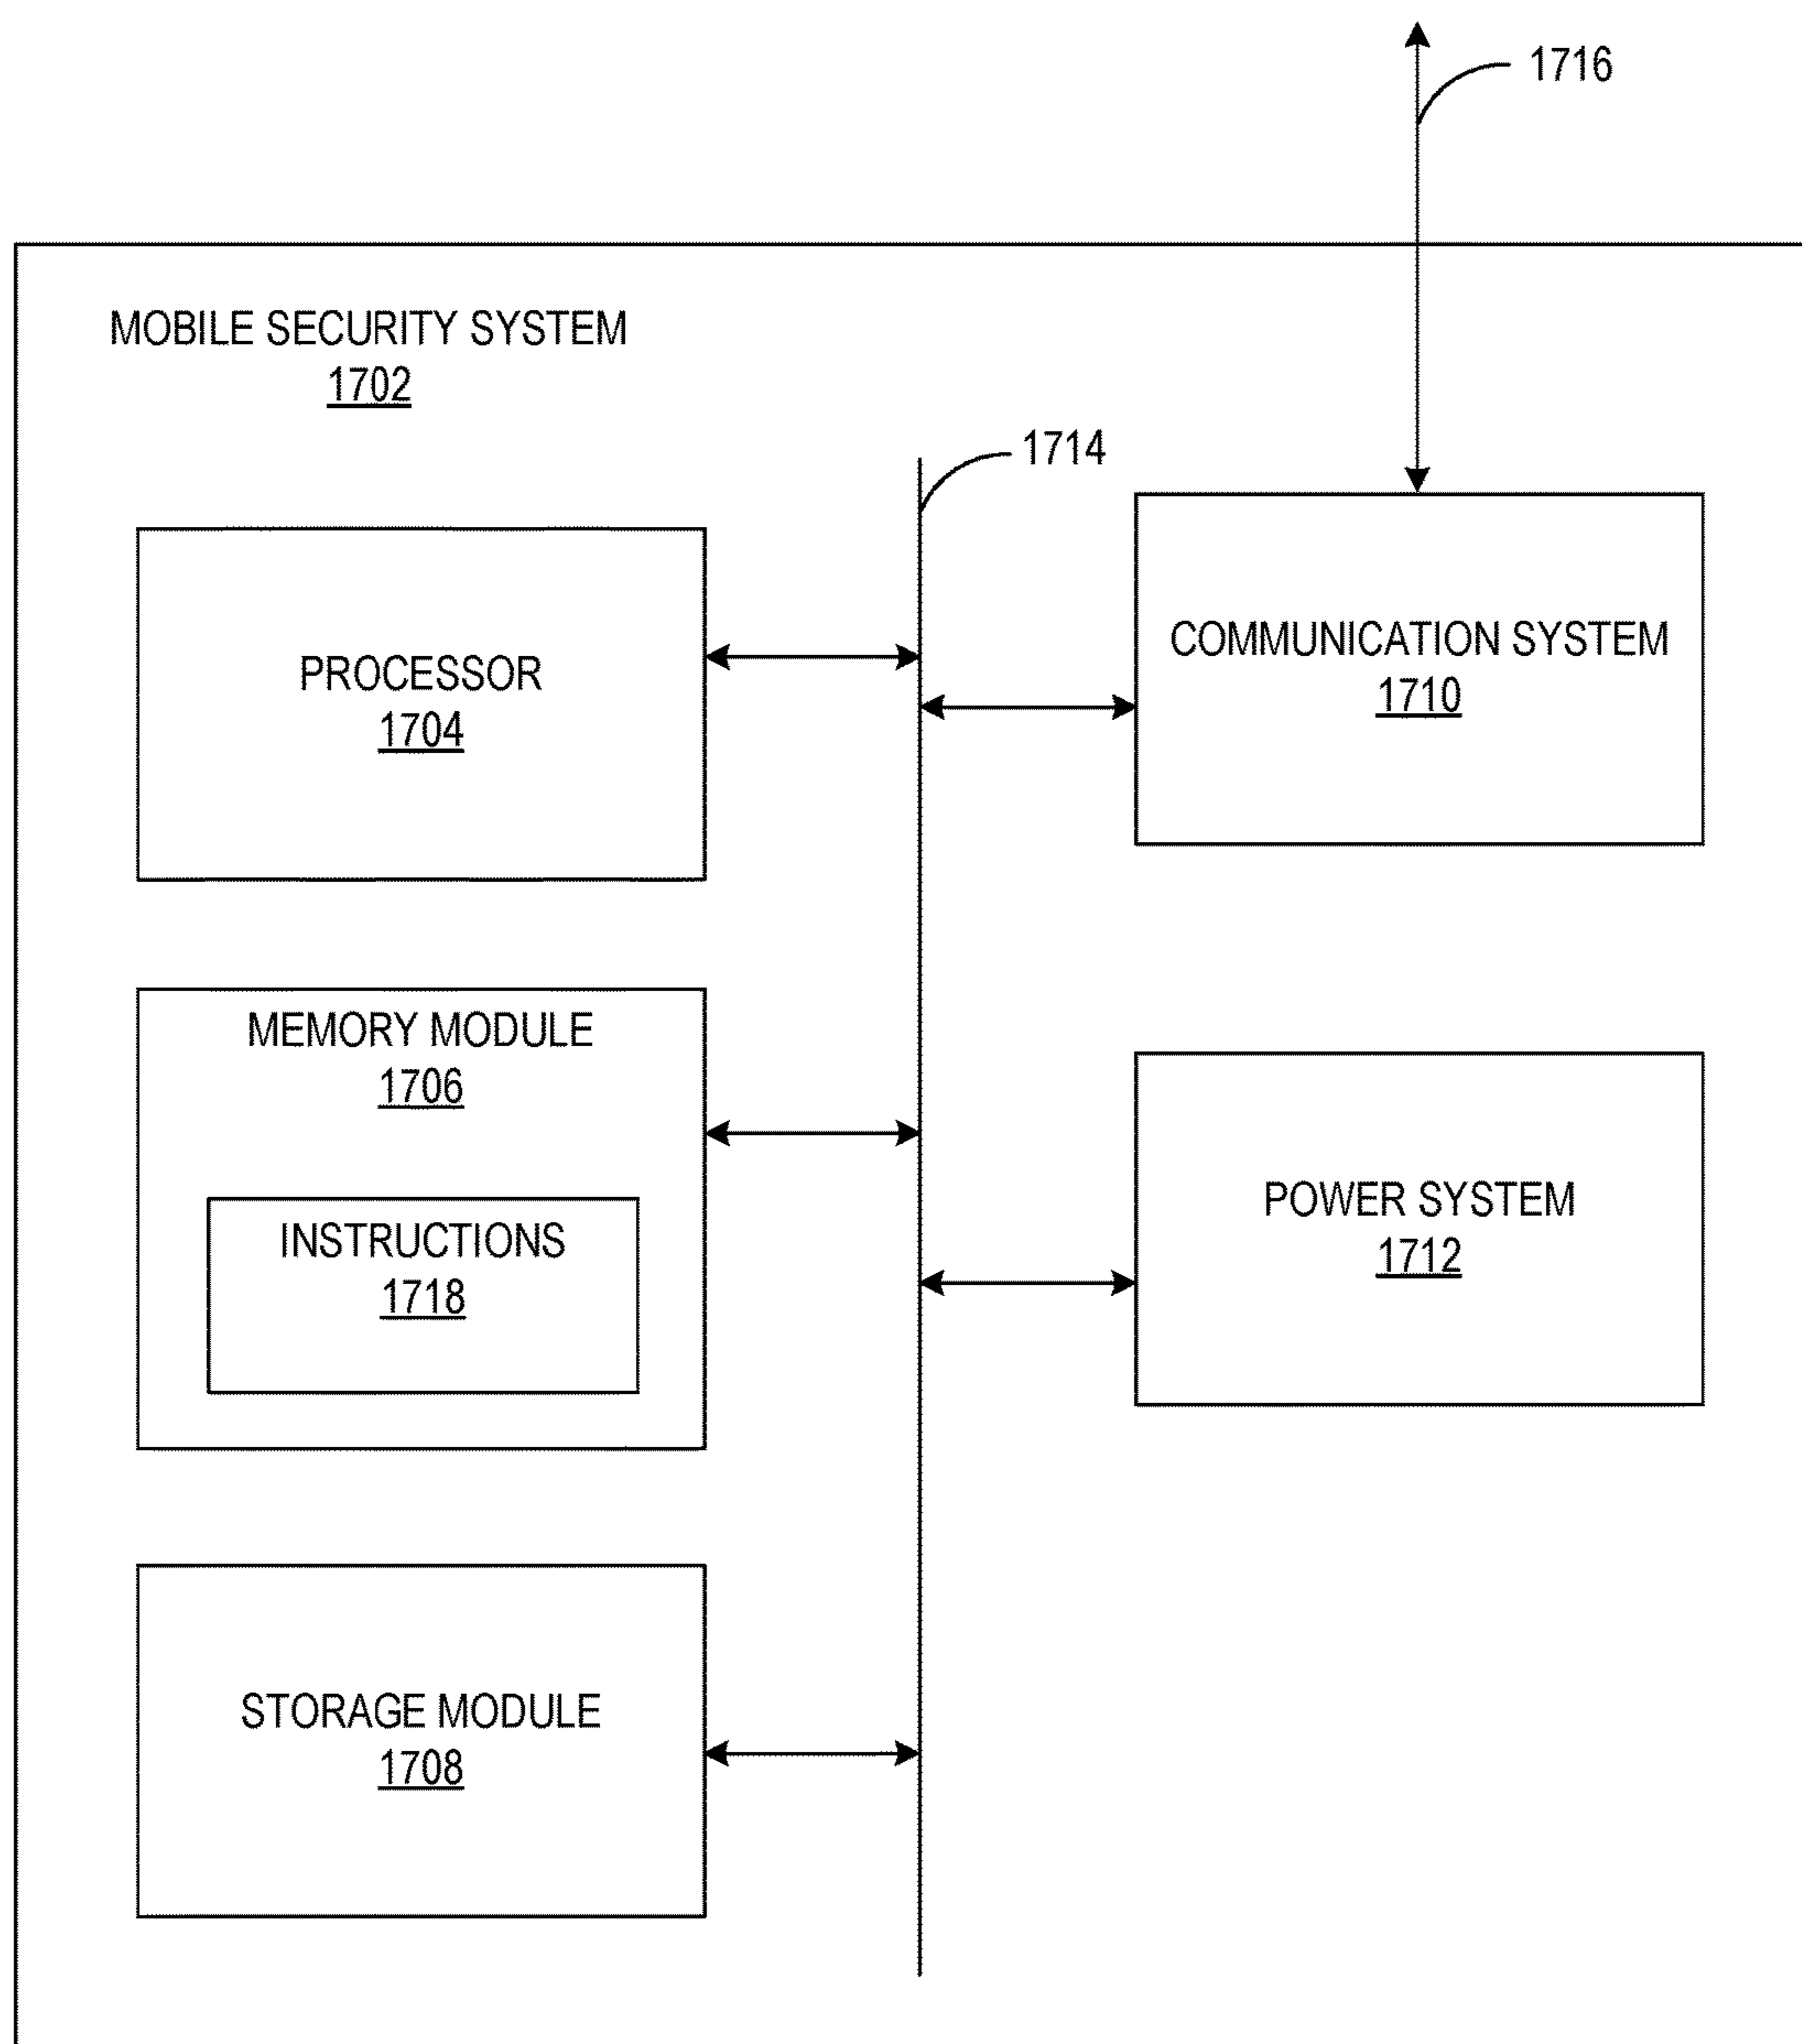 1716
MOBILE SECURITY SYSTEM
1702
1714
PROCESSOR
1704
COMMUNICATION SYSTEM
1710
MEMORY MODULE
1706
INSTRUCTIONS
1718
POWER SYSTEM
1712
STORAGE MODULE
1708